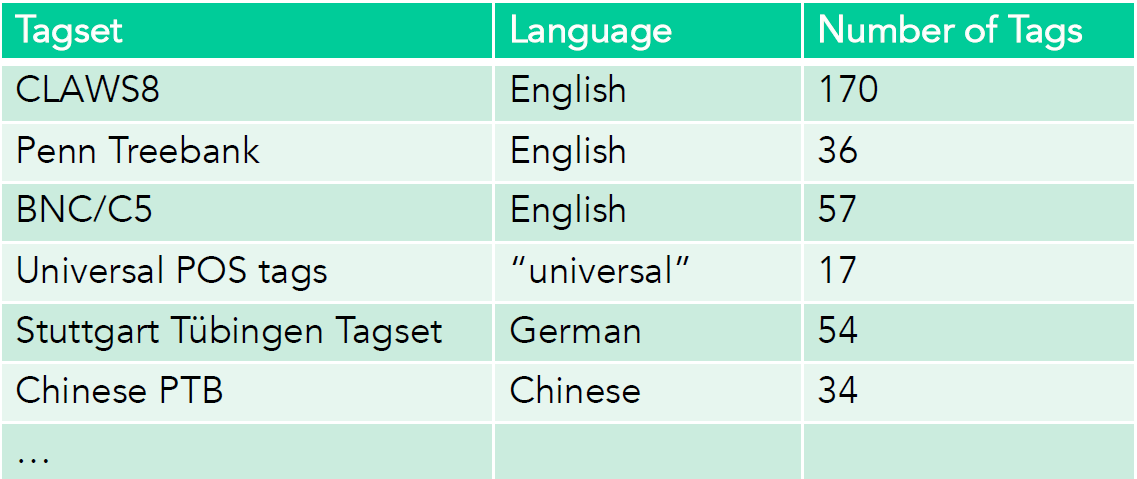 Tagset Language Number of Tags
CLAWS8 English 170
Penn Treebank English 36
BNC/C5 English 57
Universal POS tags “universal” 17
Stuttgart Tübingen Tagset German 54
Chinese PTB Chinese 34
…